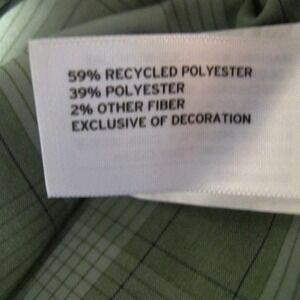 59% RECYCLED POLYESTER
39% POLYESTER
2% OTHER FIBER
EXCLUSIVE OF DECORATION